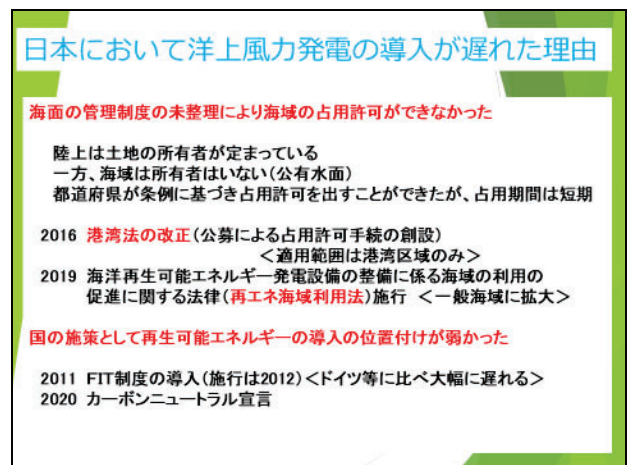 日本において洋上風力発電の導入が遅れた理由
海面の管理制度の未整理により海域の占用許可ができなかった
陸上は土地の所有者が定まっている
一方、海域は所有者はいない(公有水面)
都道府県が条例に基づき占用許可を出すことができたが、占用期間は短期
2016 港湾法の改正(公募による占用許可手続の創設)
＜適用範囲は港湾区域のみ＞
2019 海洋再生可能エネルギー発電設備の整備に係る海域の利用の
促進に関する法律(再エネ海域利用法)施行 ＜一般海域に拡大＞
国の施策として再生可能エネルギーの導入の位置付けが弱かった
2011 FIT制度の導入(施行は2012)＜ドイツ等に比べ大幅に遅れる＞
2020 カーボンニュートラル宣言